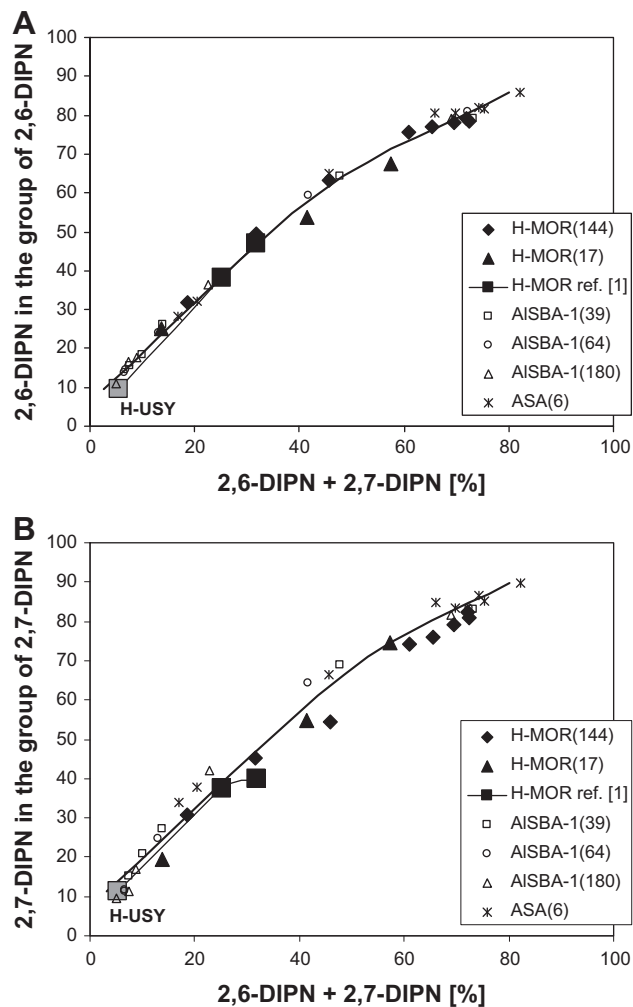 A
2,6-DIPN in the group of 2,6-DIPN
100
90
80
70
60
50
40
30
20
10
0
H-USY
H-MOR(144)
H-MOR(17)
H-MOR ref. [1]
AlSBA-1(39)
AlSBA-1(64)
AlSBA-1(180)
ASA(6)
0 20 40 60 80 100
2,6-DIPN + 2,7-DIPN [%]
B
2,7-DIPN in the group of 2,7-DIPN
100
90
80
70
60
50
40
30
20
10
0
H-USY
H-MOR(144)
H-MOR(17)
H-MOR ref. [1]
AlSBA-1(39)
AlSBA-1(64)
AlSBA-1(180)
ASA(6)
0 20 40 60 80 100
2,6-DIPN + 2,7-DIPN [%]